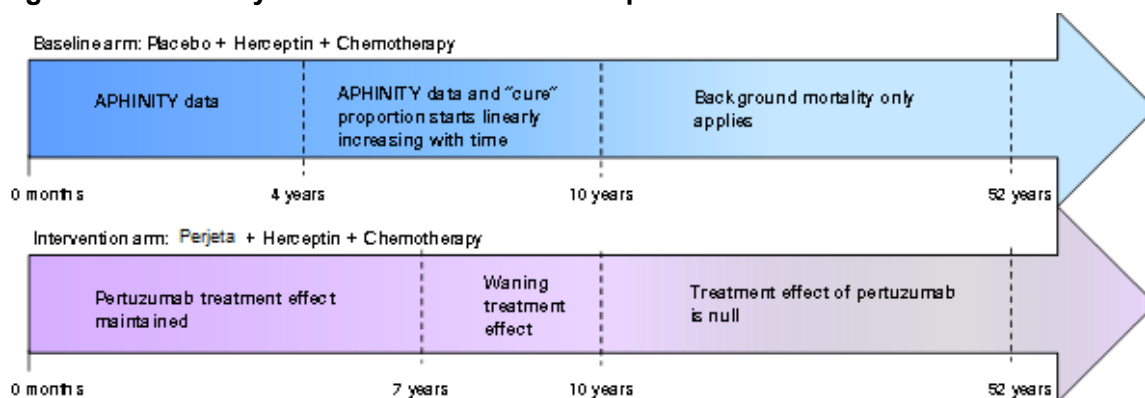 Baseline arm: Placebo + Herceptin + Chemotherapy
APHINITY data
APHINITY data and "cure"
proportion starts linearly
increasing with time
Background mortality only
applies
0 months
4 years
10 years
52 years
Intervention arm: Perjeta + Herceptin + Chemotherapy
Pertuzumab treatment effect
maintained
Waning
treatment
effect
Treatment effect of pertuzumab
is null
0 months
7 years
10 years
52 years